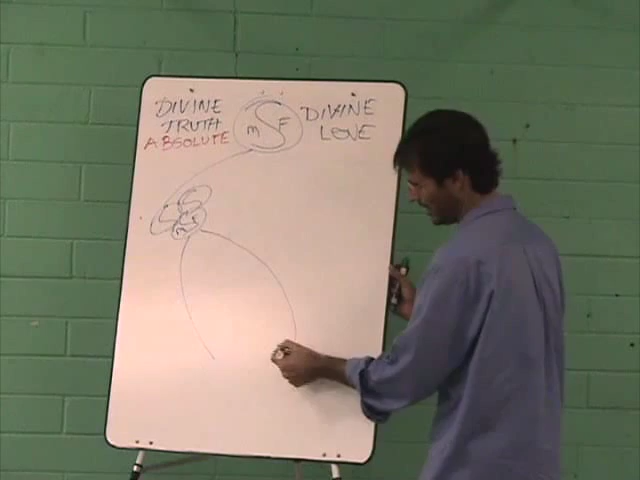 DIVINE
TRUTH
ABSOLUTE
M F
DIVINE
LOVE